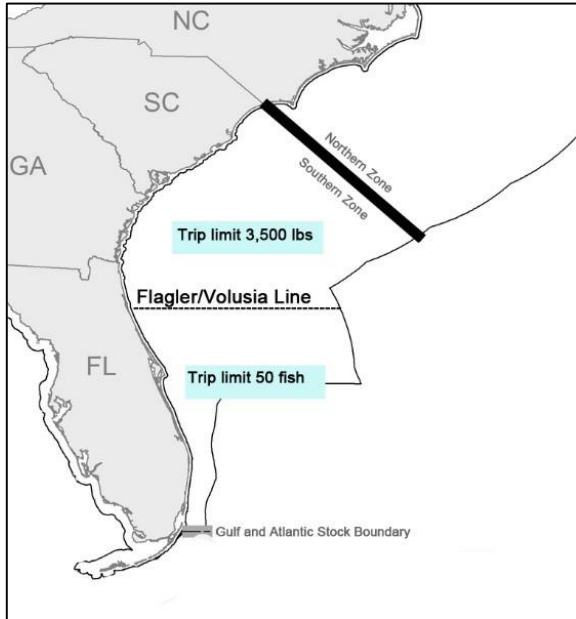 NC
SC
GA
Northern Zone
Southern Zone
Trip limit 3,500 lbs
Flagler/Volusia Line
FL
Trip limit 50 fish
Gulf and Atlantic Stock Boundary